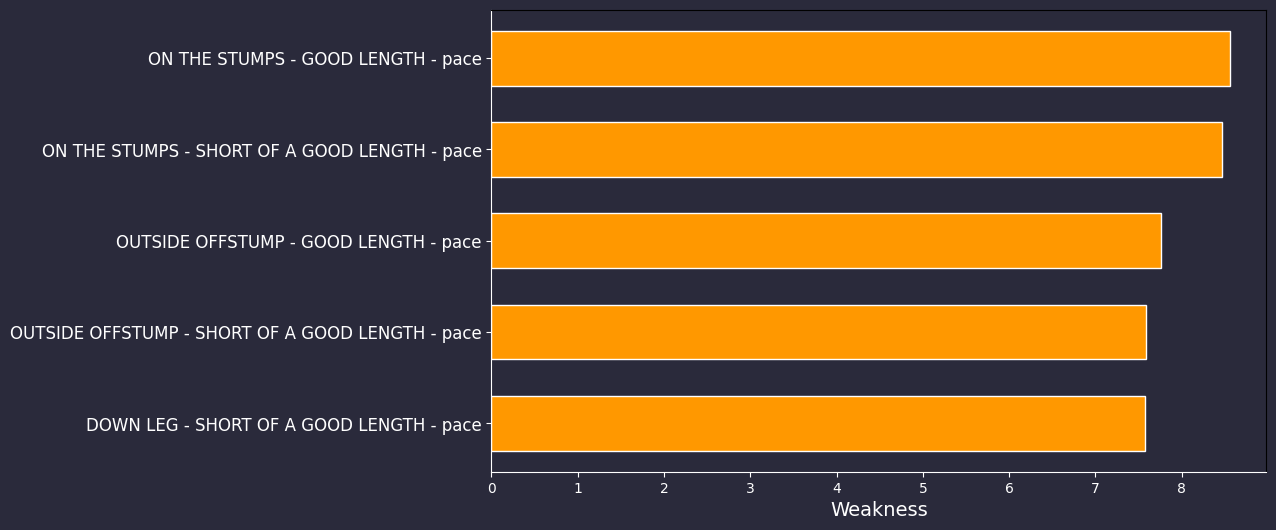 ON THE STUMPS - GOOD LENGTH - pace
ON THE STUMPS - SHORT OF A GOOD LENGTH - pace
OUTSIDE OFFSTUMP - GOOD LENGTH - pace
OUTSIDE OFFSTUMP - SHORT OF A GOOD LENGTH - pace
DOWN LEG - SHORT OF A GOOD LENGTH - pace
0 1 2 3 4 5 6 7 8
Weakness